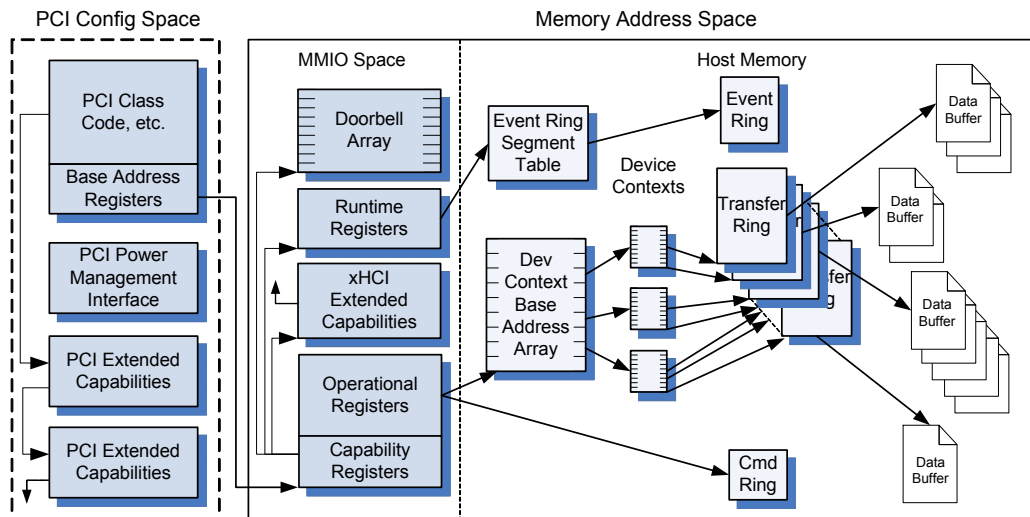 PCI Config Space
Memory Address Space
PCI Class
Code, etc.
Base Address
Registers
PCI Power
Management
Interface
PCI Extended
Capabilities
PCI Extended
Capabilities
MMIO Space
Doorbell
Array
Runtime
Registers
xHCI
Extended
Capabilities
Operational
Registers
Capability
Registers
Host Memory
Event Ring
Segment
Table
Event
Ring
Device
Contexts
Dev
Context
Base
Address
Array
Transfer
Ring
Cmd
Ring
Data
Buffer
Data
Buffer
Data
Buffer
Data
Buffer